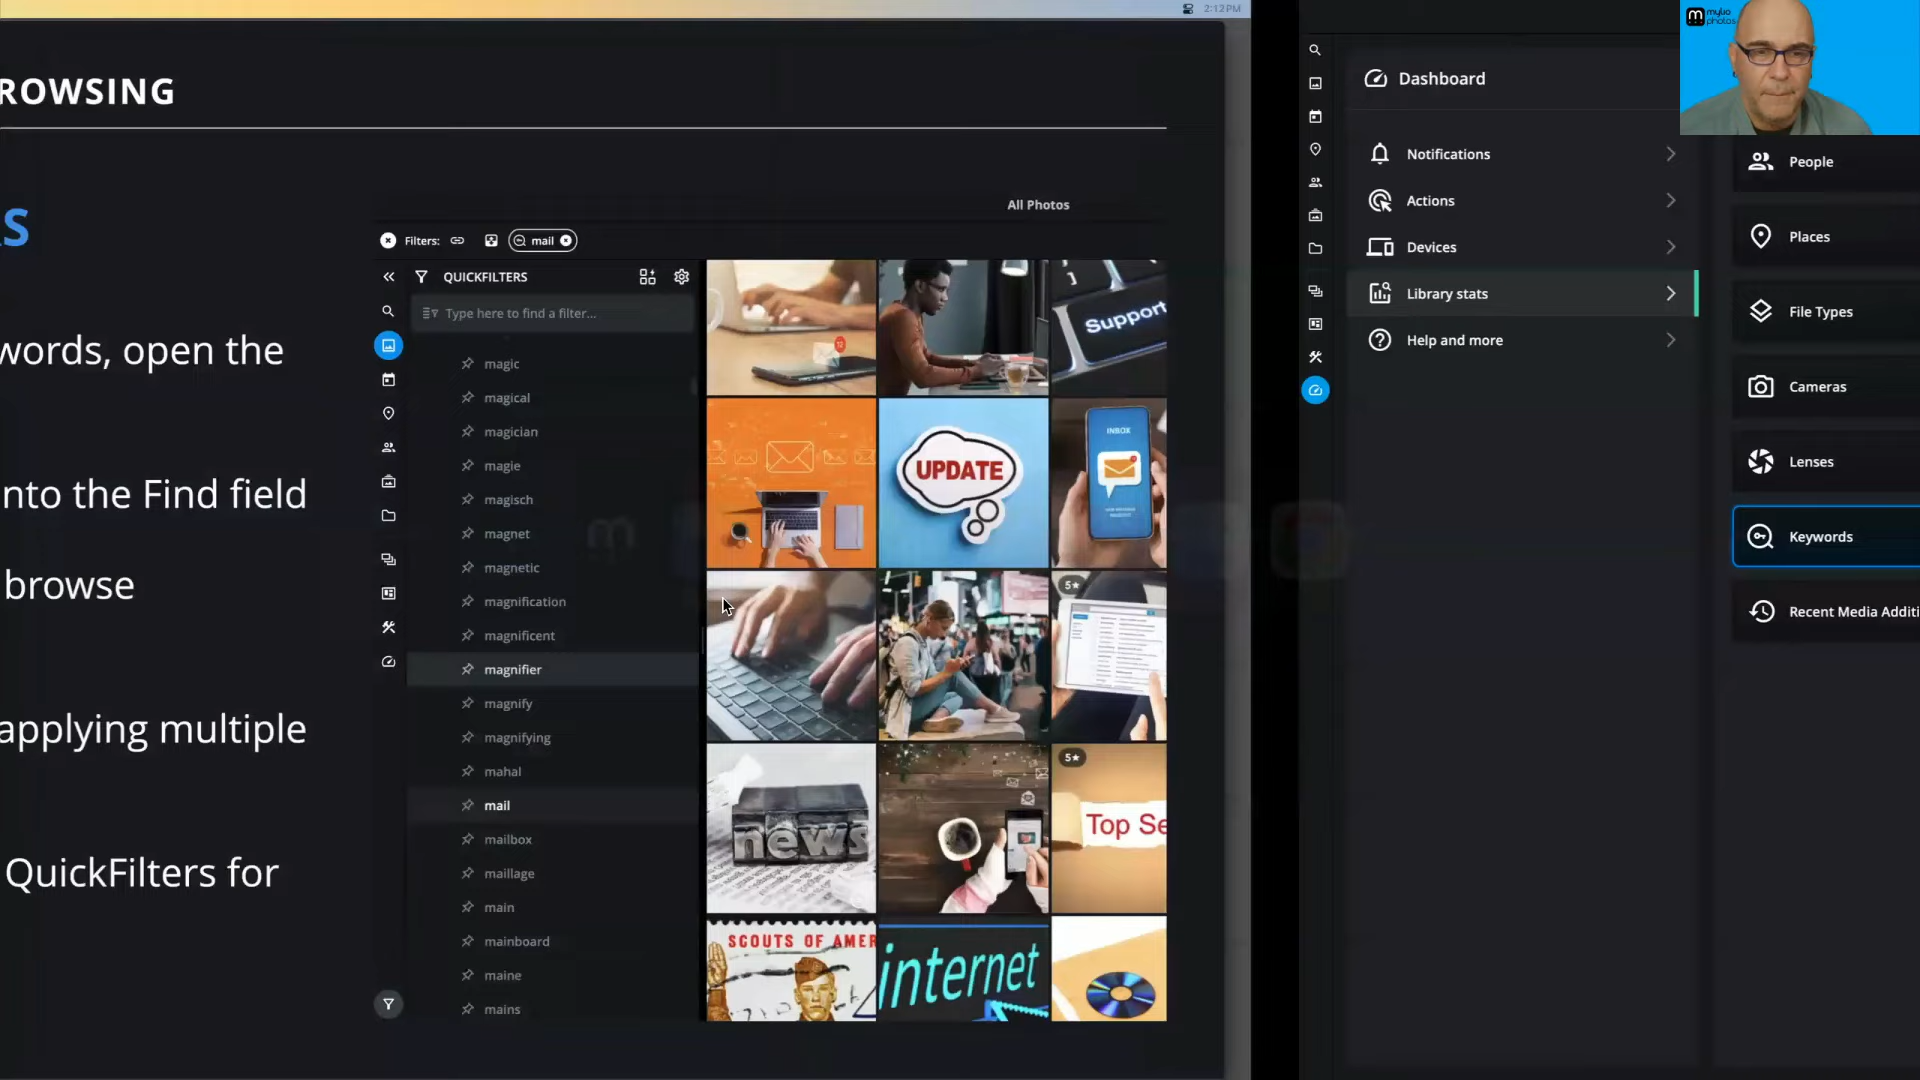 2:12PM
ROWSING
S
words, open the
nto the Find field
browse
applying multiple
QuickFilters for
All Photos
Filters:
mail
QUICKFILTERS
Type here to find a filter...
magic
magical
magician
magie
magisch
magnet
magnetic
magnification
magnificent
magnifier
magnify
magnifying
mahal
mail
mailbox
maillage
main
mainboard
maine
mains
12
Support
UPDATE
INBOX
5★
news
5★
Top Se
SCOUTS OF AMER
internet
m
Dashboard
Notifications
Actions
Devices
Library stats
Help and more
mylio
photos
People
Places
File Types
Cameras
Lenses
Keywords
Recent Media Additi